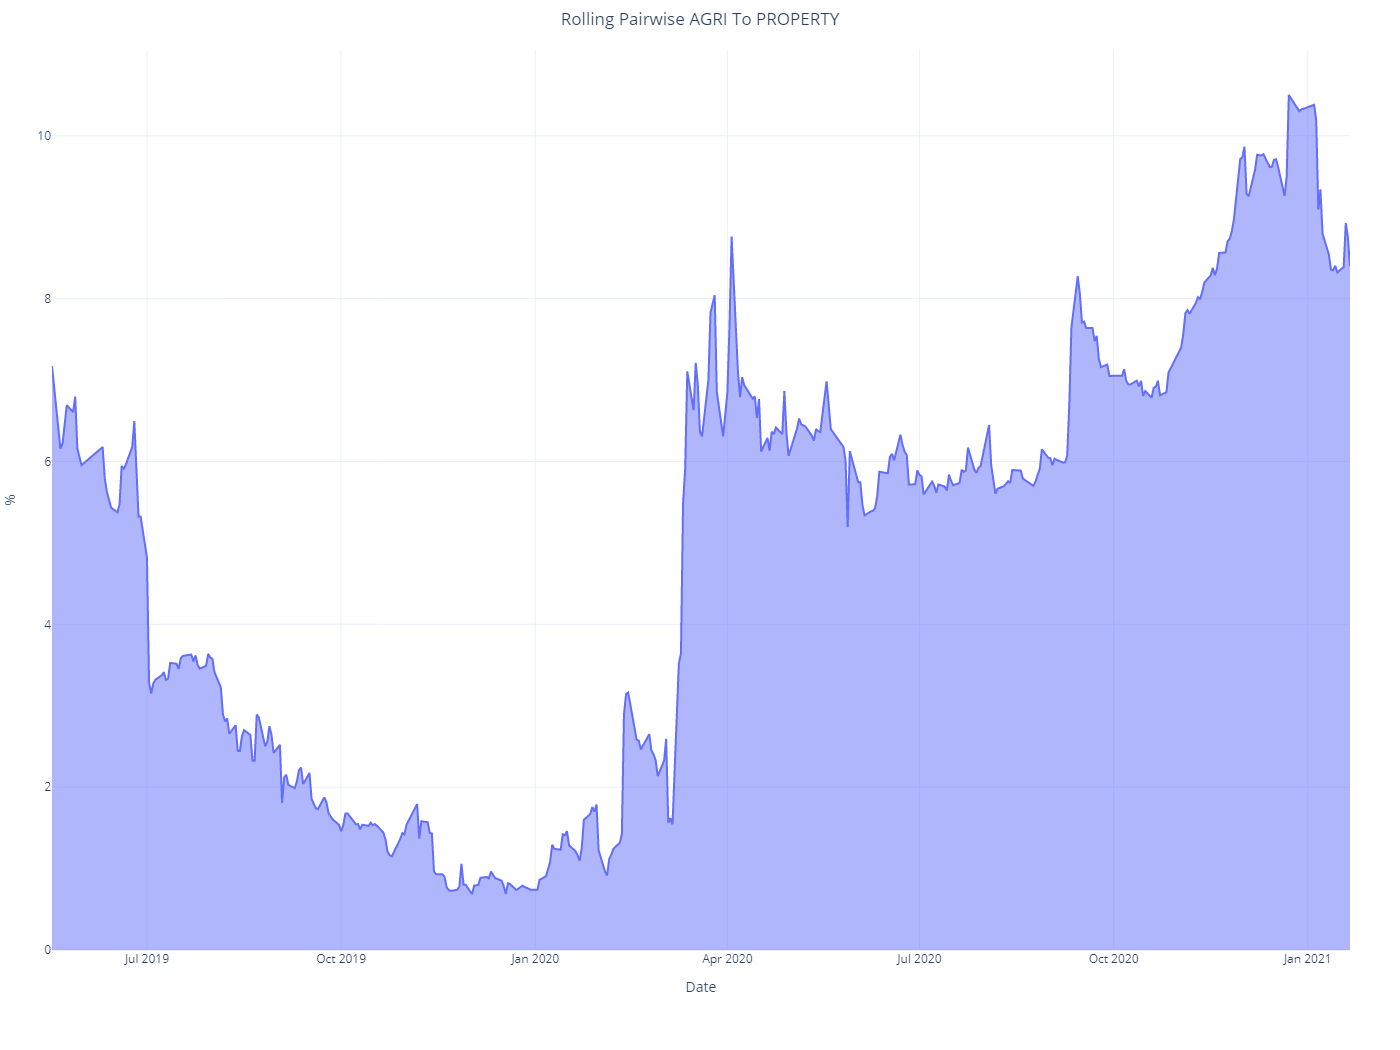 Rolling Pairwise AGRI To PROPERTY
10
8
6
4
2
0
%
Jul 2019
Oct 2019
Jan 2020
Apr 2020
Jul 2020
Oct 2020
Jan 2021
Date